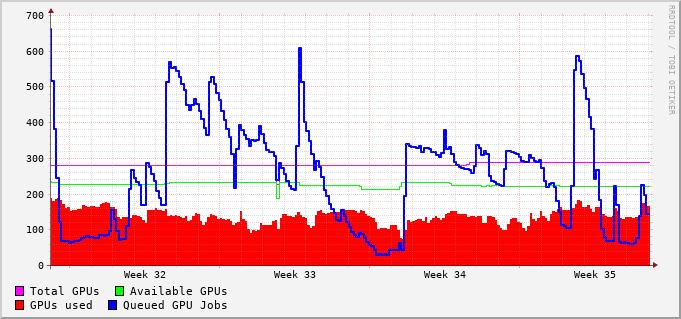 700
600
500
400
300
200
100
0
Week 32 Week 33 Week 34 Week 35
Total GPUs Available GPUs
GPUs used Queued GPU Jobs
RRDTOOL / TOBI OETIKER